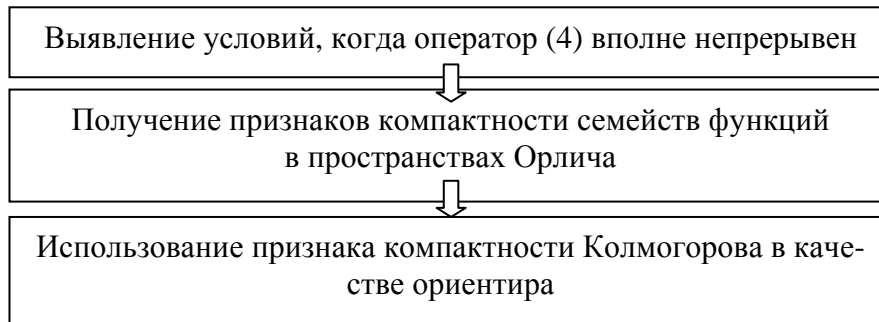 Выявление условий, когда оператор (4) вполне непрерывен
Получение признаков компактности семейств функций
в пространствах Орлича
Использование признака компактности Колмогорова в каче-
стве ориентира